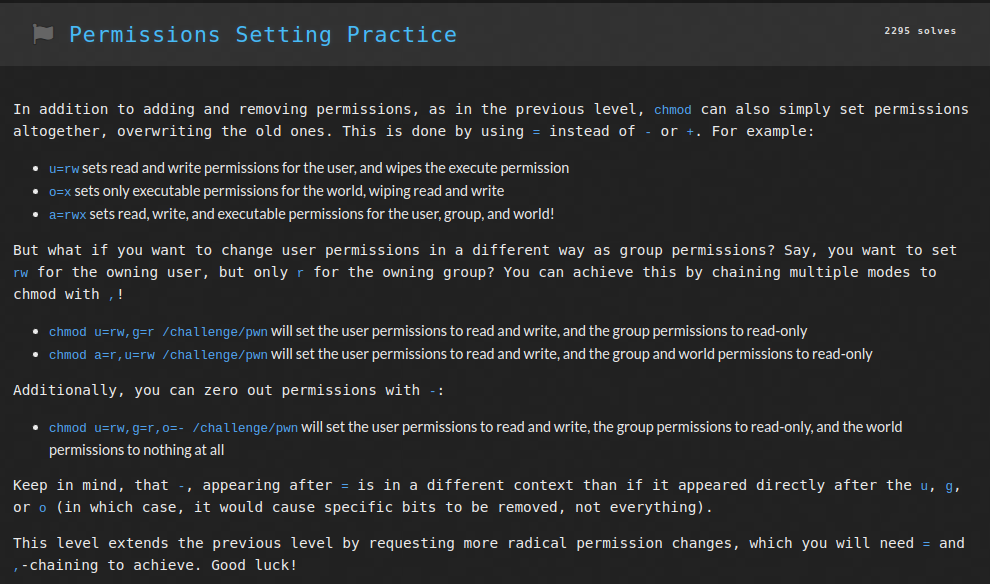 Permissions Setting Practice
2295 solves
In addition to adding and removing permissions, as in the previous level, chmod can also simply set permissions
altogether, overwriting the old ones. This is done by using = instead of - or +. For example:
• u=rw sets read and write permissions for the user, and wipes the execute permission
• o=x sets only executable permissions for the world, wiping read and write
• a=rwx sets read, write, and executable permissions for the user, group, and world!
But what if you want to change user permissions in a different way as group permissions? Say, you want to set
rw for the owning user, but only r for the owning group? You can achieve this by chaining multiple modes to
chmod with ,!
• chmod u=rw,g=r /challenge/pwn will set the user permissions to read and write, and the group permissions to read-only
• chmod a=r,u=rw /challenge/pwn will set the user permissions to read and write, and the group and world permissions to read-only
Additionally, you can zero out permissions with -:
• chmod u=rw,g=r,o=- /challenge/pwn will set the user permissions to read and write, the group permissions to read-only, and the world
permissions to nothing at all
Keep in mind, that -, appearing after = is in a different context than if it appeared directly after the u, g,
or o (in which case, it would cause specific bits to be removed, not everything).
This level extends the previous level by requesting more radical permission changes, which you will need = and
,-chaining to achieve. Good luck!